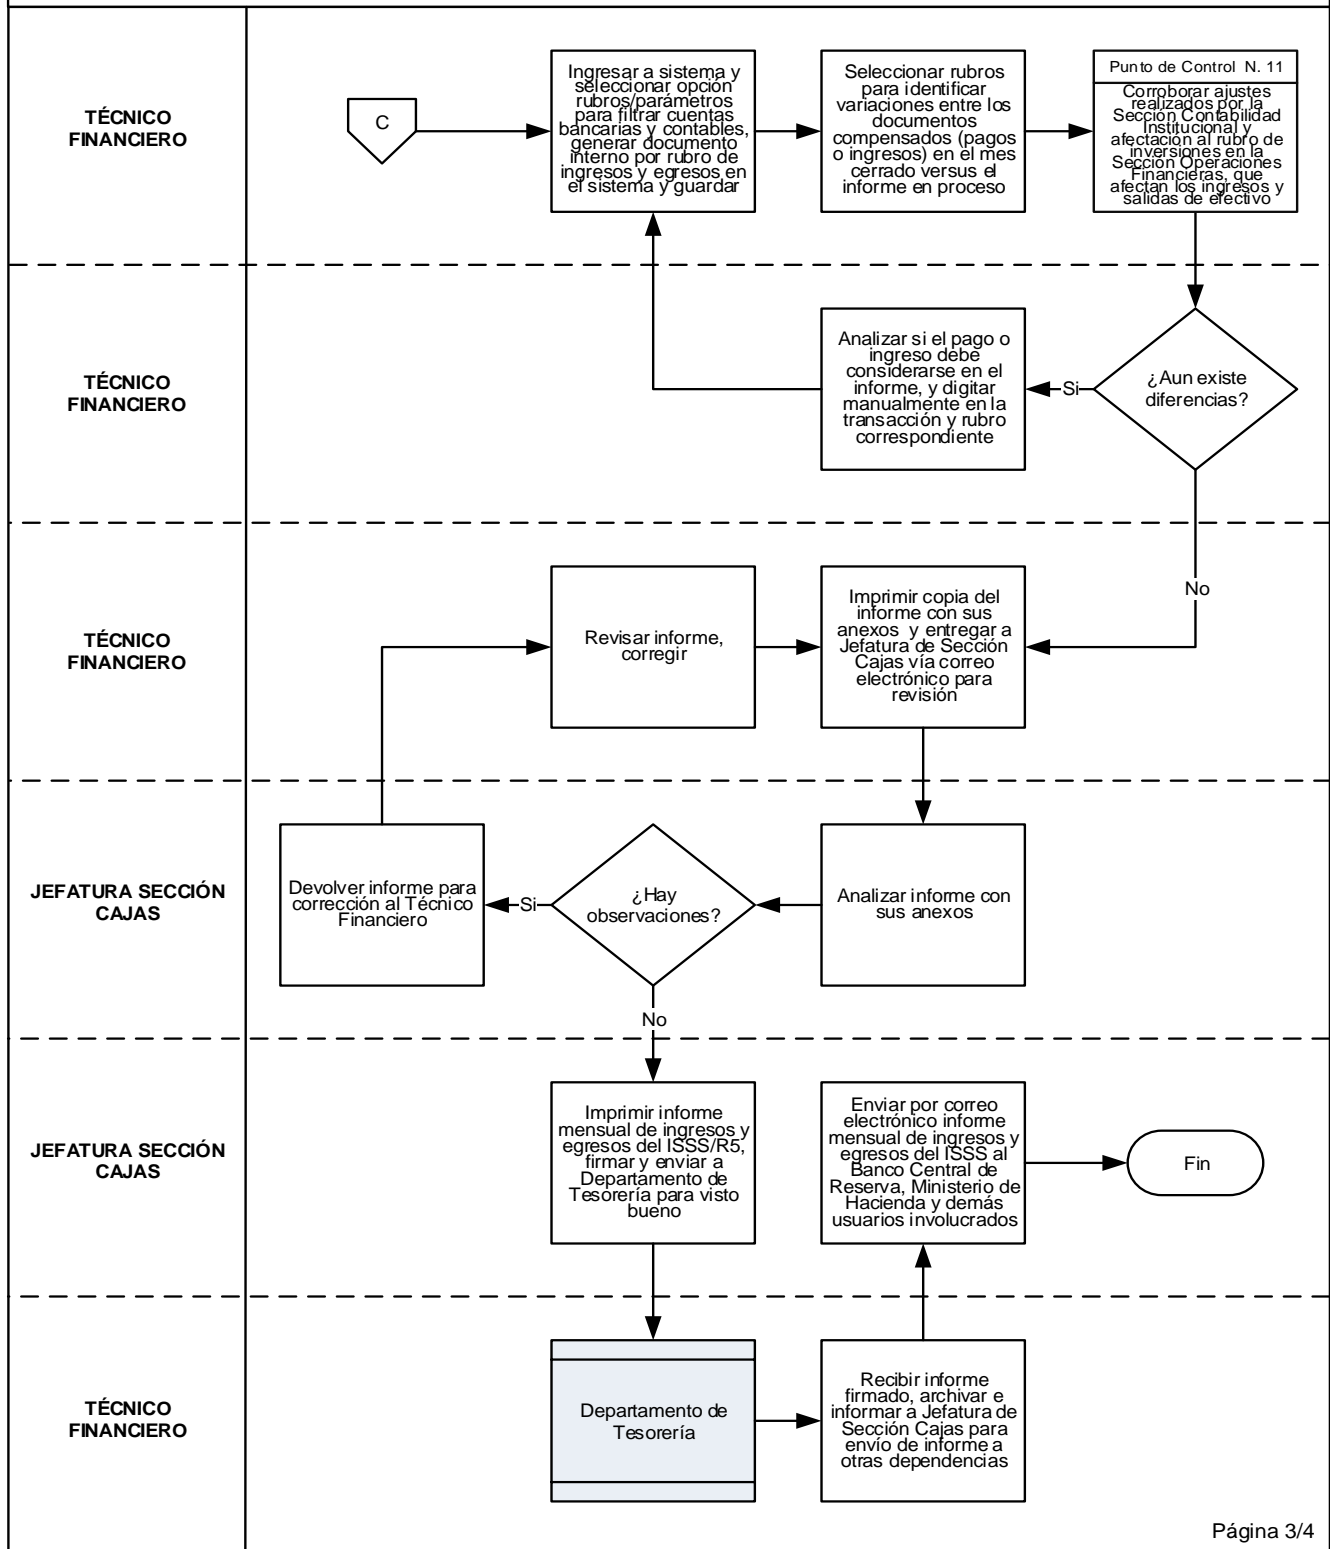 TÉCNICO
FINANCIERO
C
Ingresar a sistema y
seleccionar opción
rubros/parámetros
para filtrar cuentas
bancarias y contables,
generar documento
interno por rubro de
ingresos y egresos en
el sistema y guardar
Seleccionar rubros
para identificar
variaciones entre los
documentos
compensados (pagos
o ingresos) en el mes
cerrado versus el
informe en proceso
Punto de Control N. 11
Corroborar ajustes
realizados por la
Sección Contabilidad
Institucional y
afectación al rubro de
inversiones en la
Sección Operaciones
Financieras, que
afectan los ingresos y
salidas de efectivo
TÉCNICO
FINANCIERO
Analizar si el pago o
ingreso debe
considerarse en el
informe, y digitar
manualmente en la
transacción y rubro
correspondiente
Si
¿Aun existe
diferencias?
No
TÉCNICO
FINANCIERO
Revisar informe,
corregir
Imprimir copia del
informe con sus
anexos y entregar a
Jefatura de Sección
Cajas vía correo
electrónico para
revisión
JEFATURA SECCIÓN
CAJAS
Devolver informe para
corrección al Técnico
Financiero
Si
¿Hay
observaciones?
Analizar informe con
sus anexos
No
JEFATURA SECCIÓN
CAJAS
Imprimir informe
mensual de ingresos y
egresos del ISSS/R5,
firmar y enviar a
Departamento de
Tesorería para visto
bueno
Enviar por correo
electrónico informe
mensual de ingresos y
egresos del ISSS al
Banco Central de
Reserva, Ministerio de
Hacienda y demás
usuarios involucrados
Fin
TÉCNICO
FINANCIERO
Departamento de
Tesorería
Recibir informe
firmado, archivar e
informar a Jefatura de
Sección Cajas para
envío de informe a
otras dependencias
Página 3/4